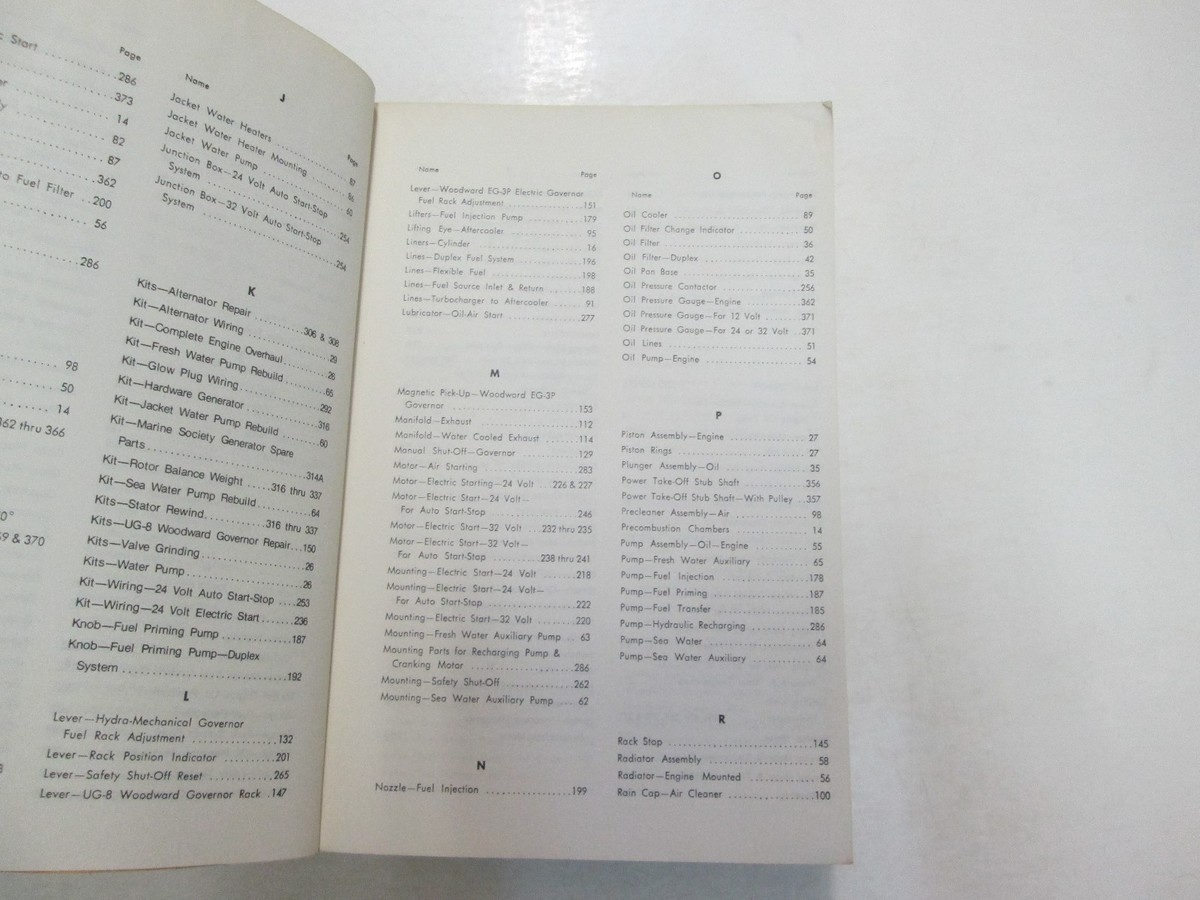 Page
Start ..........286
373
14
82
87
362
to Fuel Filter ..200
56
286
98
50
14
362 thru 366
0°
69 & 370
Name
Page
J
Jacket Water Heaters ..........87
Jacket Water Heater Mounting ..........86
Jacket Water Pump ..........60
Junction Box—24 Volt Auto Start-Stop
System ..........254
Junction Box—32 Volt Auto Start-Stop
System ..........254
K
Kits—Alternator Repair ..........306 & 308
Kit—Alternator Wiring ..........29
Kit—Complete Engine Overhaul ..........26
Kit—Fresh Water Pump Rebuild ..........65
Kit—Glow Plug Wiring ..........292
Kit—Hardware Generator ..........316
Kit—Jacket Water Pump Rebuild ........60
Kit—Marine Society Generator Spare
Parts ..........314A
Kit—Rotor Balance Weight .....316 thru 337
Kit—Sea Water Pump Rebuild ..........64
Kits—Stator Rewind ..........316 thru 337
Kits—UG-8 Woodward Governor Repair...150
Kits—Valve Grinding ..........26
Kits—Water Pump ..........26
Kit—Wiring—24 Volt Auto Start-Stop ....253
Kit—Wiring—24 Volt Electric Start.......236
Knob—Fuel Priming Pump ..........187
Knob—Fuel Priming Pump—Duplex
System ..........192
L
Lever—Hydra-Mechanical Governor
Fuel Rack Adjustment ..........132
Lever—Rack Position Indicator ..........201
Lever—Safety Shut-Off Reset ..........265
Lever—UG-8 Woodward Governor Rack .147
Name Page
Lever—Woodward EG-3P Electric Governor
Fuel Rack Adjustment ..........151
Lifters—Fuel Injection Pump ..........179
Lifting Eye—Aftercooler ..........95
Liners—Cylinder ..........16
Lines—Duplex Fuel System ..........196
Lines—Flexible Fuel ..........198
Lines—Fuel Source Inlet & Return .......188
Lines—Turbocharger to Aftercooler ......91
Lubricator—Oil-Air Start ..........277
M
Magnetic Pick-Up—Woodward EG-3P
Governor ..........153
Manifold—Exhaust ..........112
Manifold—Water Cooled Exhaust ..........114
Manual Shut-Off—Governor ..........129
Motor—Air Starting ..........283
Motor—Electric Starting—24 Volt ...226 & 227
Motor—Electric Start—24 Volt—
For Auto Start-Stop ..........246
Motor—Electric Start—32 Volt ...232 thru 235
Motor—Electric Start—32 Volt—
For Auto Start-Stop ..........238 thru 241
Mounting—Electric Start—24 Volt .......218
Mounting—Electric Start—24 Volt—
For Auto Start-Stop ..........222
Mounting—Electric Start—32 Volt .......220
Mounting—Fresh Water Auxiliary Pump .. 63
Mounting Parts for Recharging Pump &
Cranking Motor ..........286
Mounting—Safety Shut-Off ..........262
Mounting—Sea Water Auxiliary Pump .... 62
N
Nozzle—Fuel Injection ..........199
O
Name Page
Oil Cooler ..........89
Oil Filter Change Indicator ..........50
Oil Filter ..........36
Oil Filter—Duplex ..........42
Oil Pan Base ..........35
Oil Pressure Contactor ..........256
Oil Pressure Gauge—Engine ..........362
Oil Pressure Gauge—For 12 Volt .......371
Oil Pressure Gauge—For 24 or 32 Volt ..371
Oil Lines ..........51
Oil Pump—Engine ..........54
P
Piston Assembly—Engine ..........27
Piston Rings ..........27
Plunger Assembly—Oil ..........35
Power Take-Off Stub Shaft ..........356
Power Take-Off Stub Shaft—With Pulley ..357
Precleaner Assembly—Air ..........98
Precombustion Chambers ..........14
Pump Assembly—Oil—Engine ..........55
Pump—Fresh Water Auxiliary ..........65
Pump—Fuel Injection ..........178
Pump—Fuel Priming ..........187
Pump—Fuel Transfer ..........185
Pump—Hydraulic Recharging ..........286
Pump—Sea Water ..........64
Pump—Sea Water Auxiliary ..........64
R
Rack Stop ..........145
Radiator Assembly ..........58
Radiator—Engine Mounted ..........56
Rain Cap—Air Cleaner ..........100